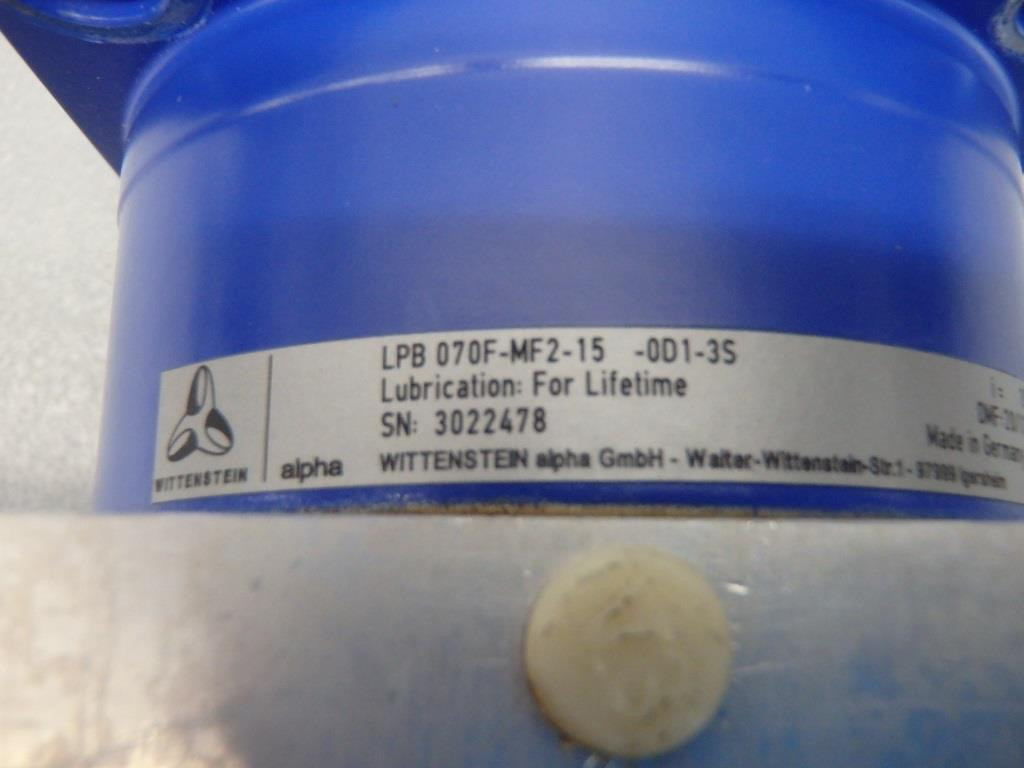 LPB 070F-MF2-15 -0D1-3S
Lubrication: For Lifetime
SN: 3022478
i=
Made in German
WITTENSTEIN
alpha
WITTENSTEIN alpha GmbH - Walter-Wittenstein-Str.1 - 97999 Igersheim